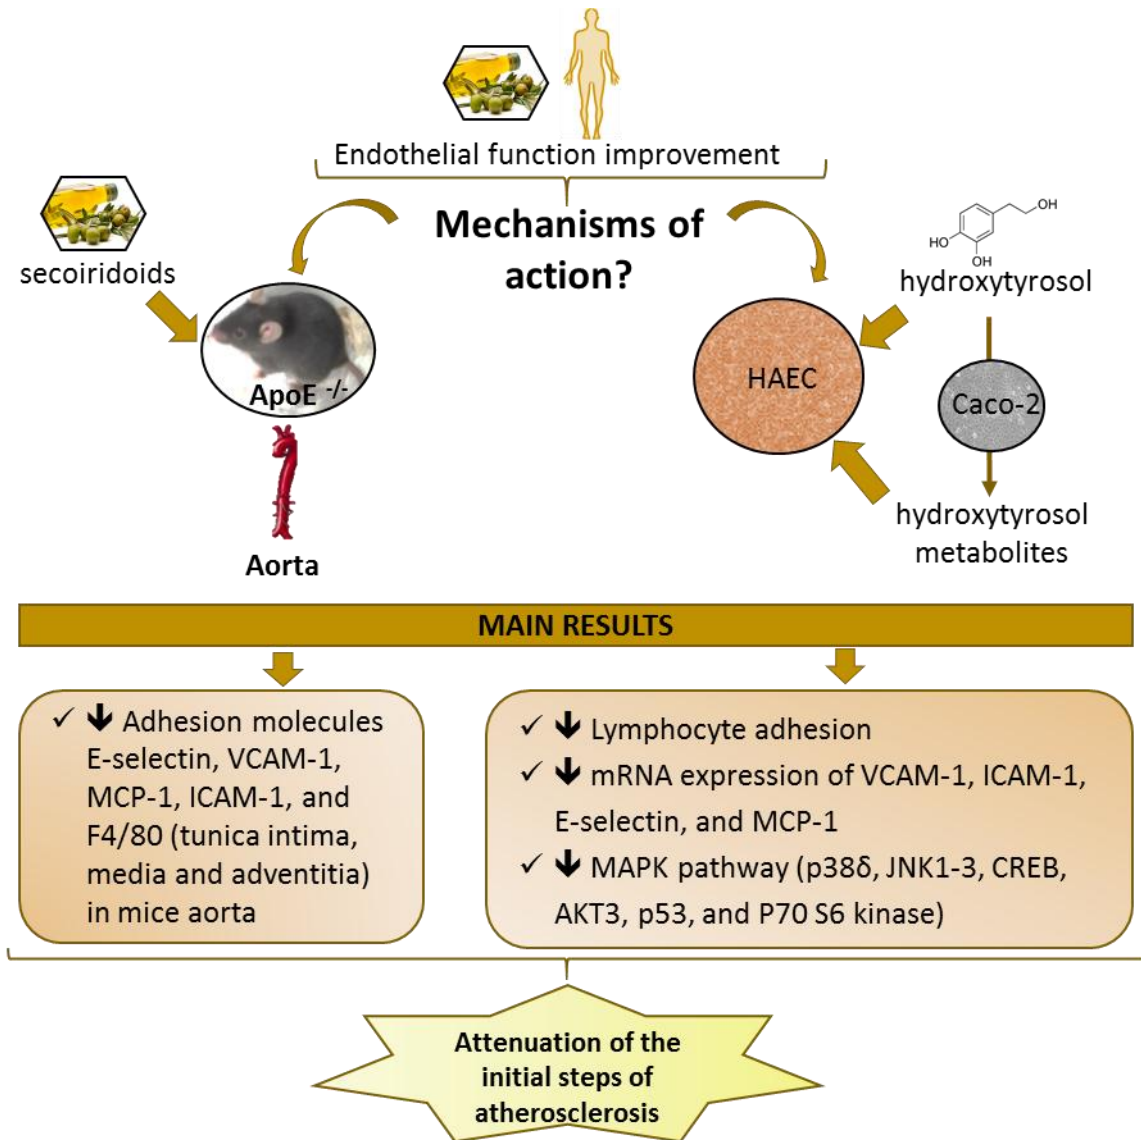 Endothelial function improvement
Mechanisms of
action?
secoiridoids
ApoE -/-
Aorta
OH
HO
OH
hydroxytyrosol
HAEC
Caco-2
hydroxytyrosol
metabolites
MAIN RESULTS
✓ 🡳 Adhesion molecules
E-selectin, VCAM-1,
MCP-1, ICAM-1, and
F4/80 (tunica intima,
media and adventitia)
in mice aorta
✓ 🡳 Lymphocyte adhesion
✓ 🡳 mRNA expression of VCAM-1, ICAM-1,
E-selectin, and MCP-1
✓ 🡳 MAPK pathway (p38δ, JNK1-3, CREB,
AKT3, p53, and P70 S6 kinase)
Attenuation of the
initial steps of
atherosclerosis